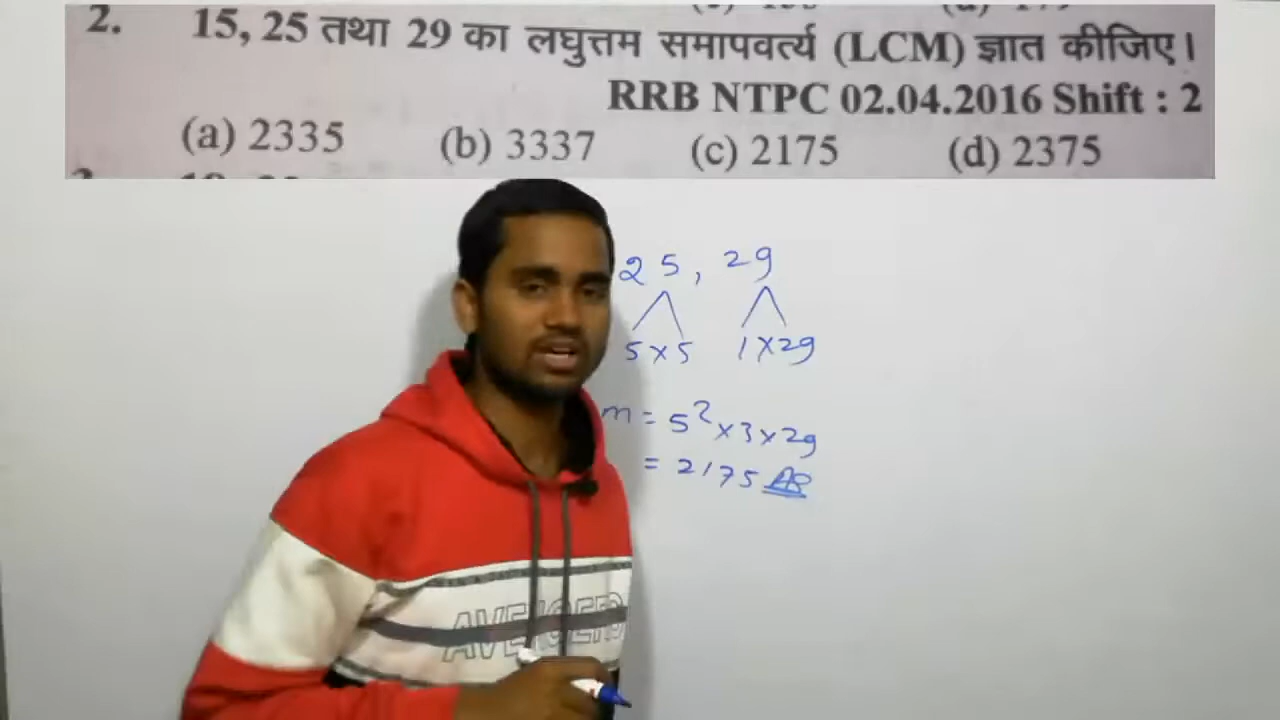 2. 15, 25 तथा 29 का लघुत्तम समापवर्त्य (LCM) ज्ञात कीजिए।
RRB NTPC 02.04.2016 Shift : 2
(a) 2335 (b) 3337 (c) 2175 (d) 2375
25, 29
5×5 1×29
m = 5²×3×29
= 2175 Ans
AVENGERS